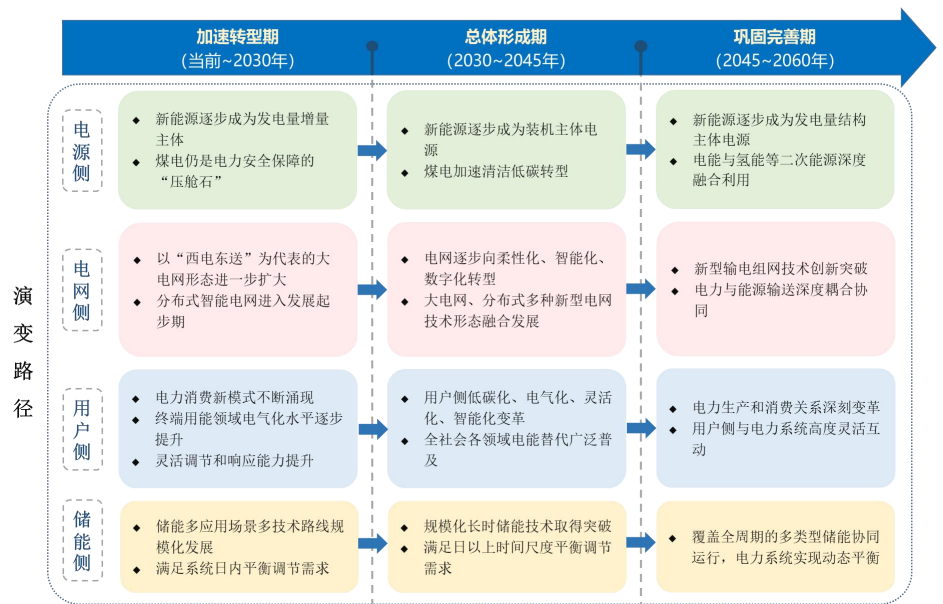 加速转型期
(当前~2030年)
总体形成期
(2030~2045年)
巩固完善期
(2045~2060年)
演变路径
电源侧
◆ 新能源逐步成为发电量增量
主体
◆ 煤电仍是电力安全保障的
“压舱石”
◆ 新能源逐步成为装机主体电
源
◆ 煤电加速清洁低碳转型
◆ 新能源逐步成为发电量结构
主体电源
◆ 电能与氢能等二次能源深度
融合利用
电网侧
◆ 以“西电东送”为代表的大
电网形态进一步扩大
◆ 分布式智能电网进入发展起
步期
◆ 电网逐步向柔性化、智能化、
数字化转型
◆ 大电网、分布式多种新型电网
技术形态融合发展
◆ 新型输电组网技术创新突破
◆ 电力与能源输送深度耦合协
同
用户侧
◆ 电力消费新模式不断涌现
◆ 终端用能领域电气化水平逐步
提升
◆ 灵活调节和响应能力提升
◆ 用户侧低碳化、电气化、灵活
化、智能化变革
◆ 全社会各领域电能替代广泛普
及
◆ 电力生产和消费关系深刻变革
◆ 用户侧与电力系统高度灵活互
动
储能侧
◆ 储能多应用场景多技术路线规
模化发展
◆ 满足系统日内平衡调节需求
◆ 规模化长时储能技术取得突破
◆ 满足日以上时间尺度平衡调节
需求
◆ 覆盖全周期的多类型储能协同
运行，电力系统实现动态平衡